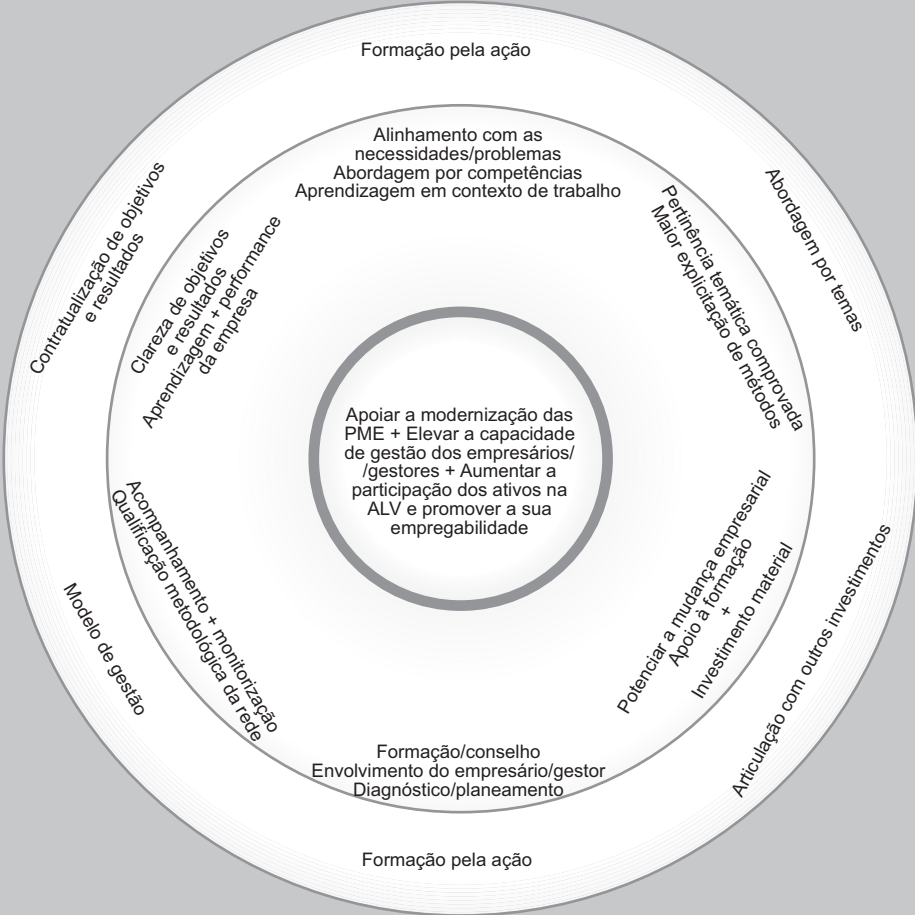 Formação pela ação
Alinhamento com as
necessidades/problemas
Abordagem por competências
Aprendizagem em contexto de trabalho
Contratualização de objetivos
e resultados
Clareza de objetivos
e resultados
Aprendizagem + performance
da empresa
Pertinência temática comprovada
Maior explicitação de métodos
Abordagem por temas
Apoiar a modernização das
PME + Elevar a capacidade
de gestão dos empresários/
/gestores + Aumentar a
participação dos ativos na
ALV e promover a sua
empregabilidade
Modelo de gestão
Acompanhamento + monitorização
Qualificação metodológica da rede
Potenciar a mudança empresarial
Apoio à formação
+
Investimento material
Articulação com outros investimentos
Formação/conselho
Envolvimento do empresário/gestor
Diagnóstico/planeamento
Formação pela ação